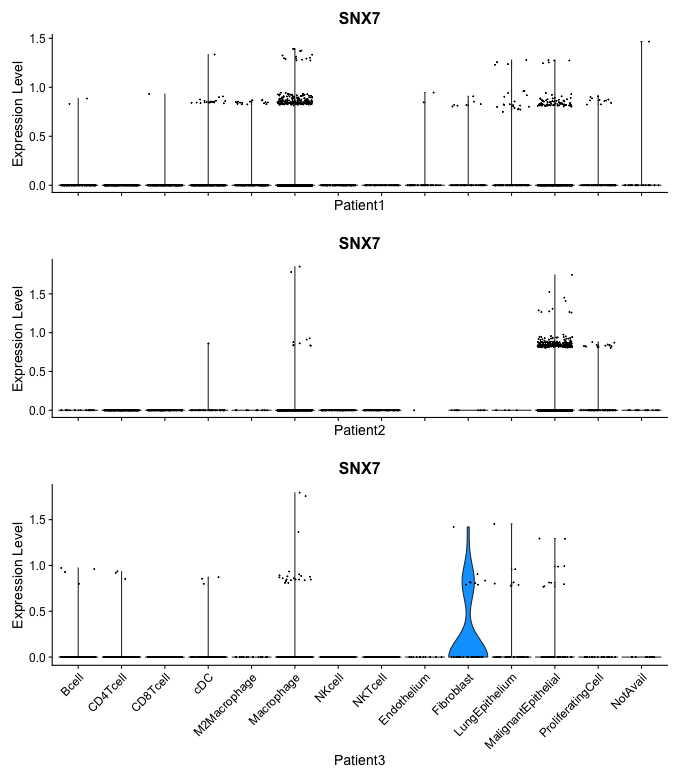 SNX7
Expression Level
1.5
1.0
0.5
0.0
Patient1
SNX7
Expression Level
1.5
1.0
0.5
0.0
Patient2
SNX7
Expression Level
1.5
1.0
0.5
0.0
Bcell
CD4Tcell
CD8Tcell
cDC
M2Macrophage
Macrophage
NKcell
NKTcell
Endothelium
Fibroblast
LungEpithelium
MalignantEpithelial
ProliferatingCell
NotAvail
Patient3